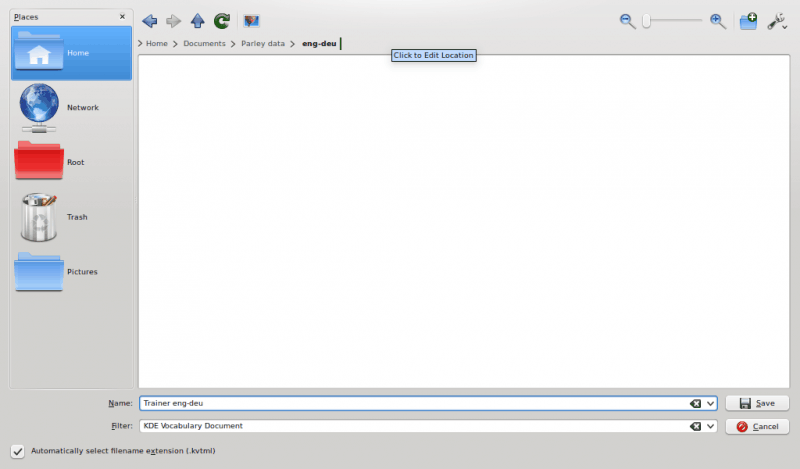 Places
Home
Network
Root
Trash
Pictures
Home Documents Parley data eng-deu
Click to Edit Location
Name: Trainer eng-deu
Save
Filter: KDE Vocabulary Document
Cancel
Automatically select filename extension (.kvtml)